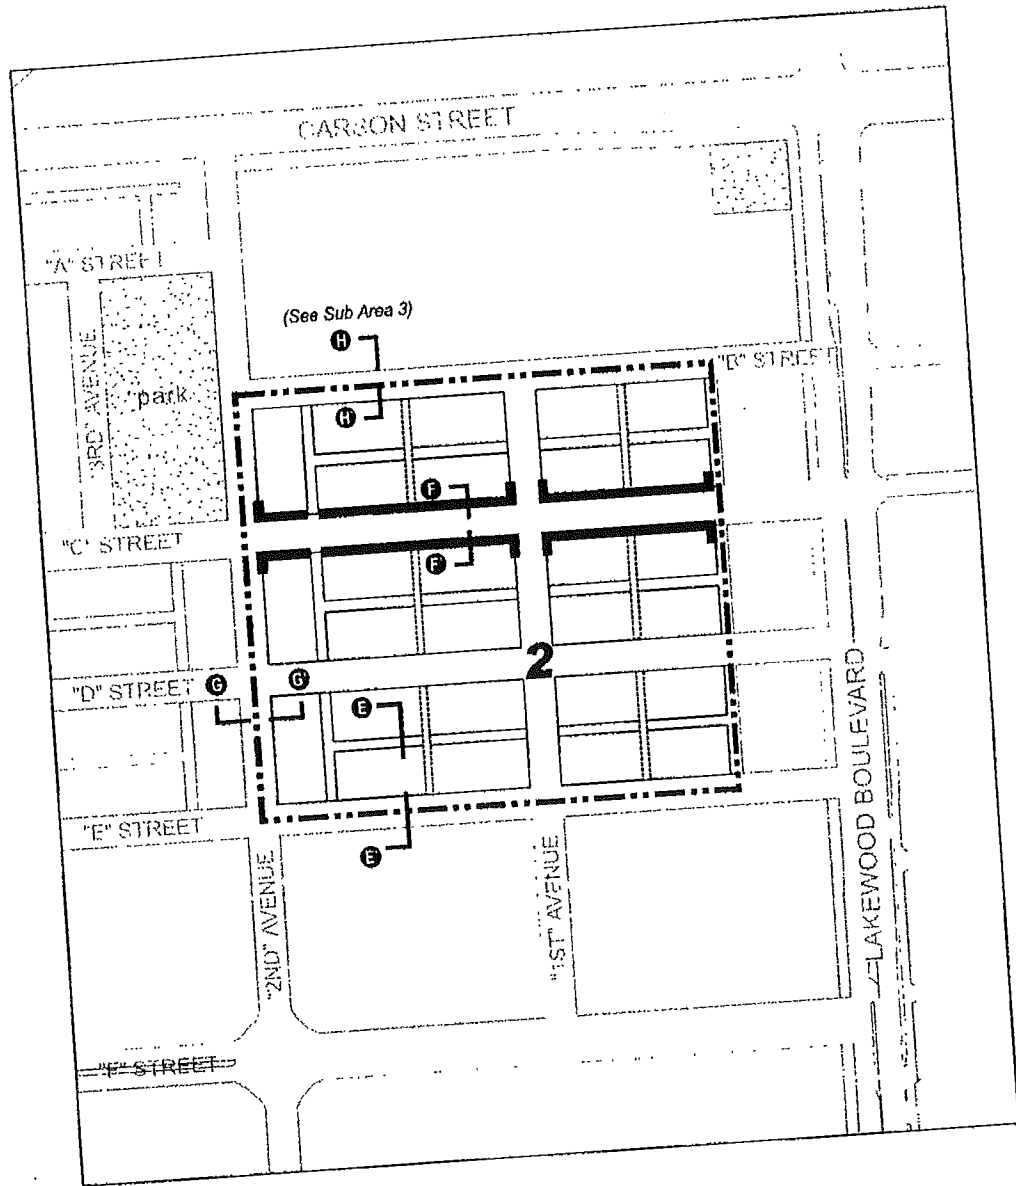 CARSON STREET
"A" STREET
(See Sub Area 3)
H
"B" STREET
"3RD" AVENUE
park
H
F
"C" STREET
F
2
"D" STREET
G
G
E
LAKEWOOD BOULEVARD
"E" STREET
E
"2ND" AVENUE
"1ST" AVENUE
"F" STREET